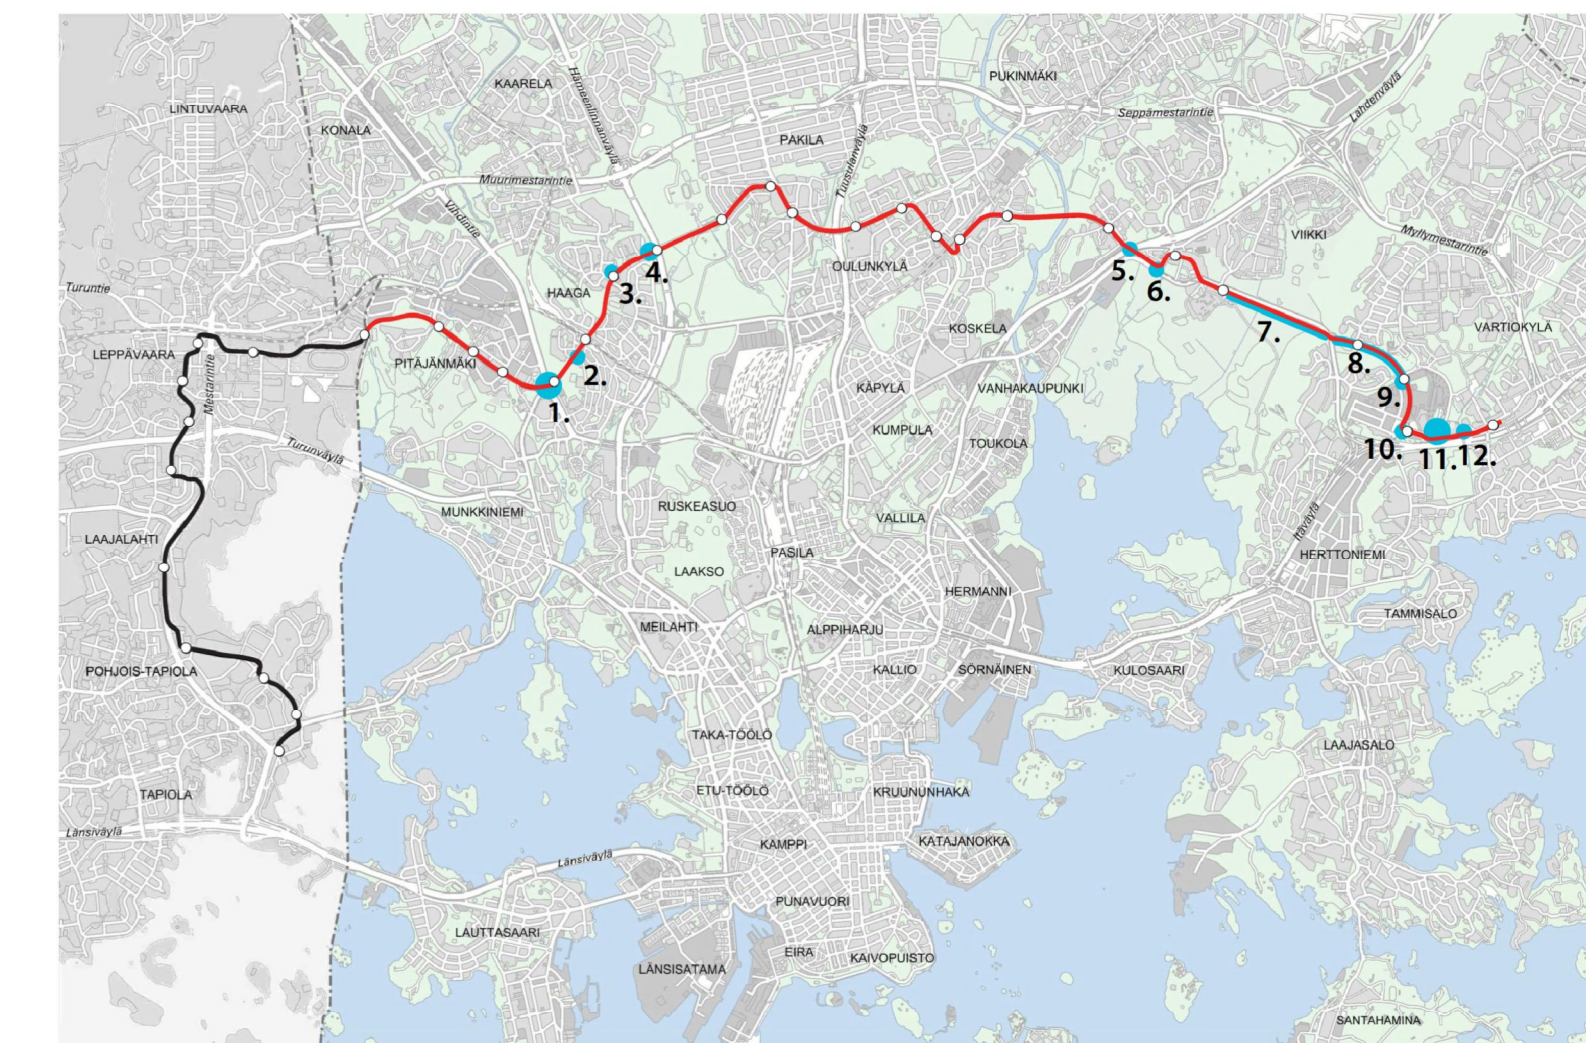 PUKINMÄKI
KAARELA
Hämeenlinnanväylä
Lahdenväylä
LINTUVAARA
Seppämestarintie
KONALA
PAKILA
Tuusulanväylä
Muurimestarintie
Vihdintie
VIIKKI
Myllymestarintie
OULUNKYLÄ
5.
4.
6.
Turuntie
HAAGA
3.
7.
KOSKELA
VARTIOKYLÄ
LEPPÄVAARA
PITÄJÄNMÄKI
8.
2.
Mestarintie
KÄPYLÄ
VANHAKAUPUNKI
9.
1.
KUMPULA
TOUKOLA
10.
11.
12.
Turunväylä
MUNKKINIEMI
RUSKEASUO
VALLILA
Itäväylä
LAAJALAHTI
PASILA
HERTTONIEMI
LAAKSO
HERMANNI
TAMMISALO
MEILAHTI
ALPPIHARJU
POHJOIS-TAPIOLA
KALLIO
SÖRNÄINEN
KULOSAARI
TAKA-TÖÖLÖ
LAAJASALO
TAPIOLA
ETU-TÖÖLÖ
KRUUNUNHAKA
Länsiväylä
KAMPPI
KATAJANOKKA
Länsiväylä
PUNAVUORI
LAUTTASAARI
EIRA
KAIVOPUISTO
LÄNSISATAMA
SANTAHAMINA